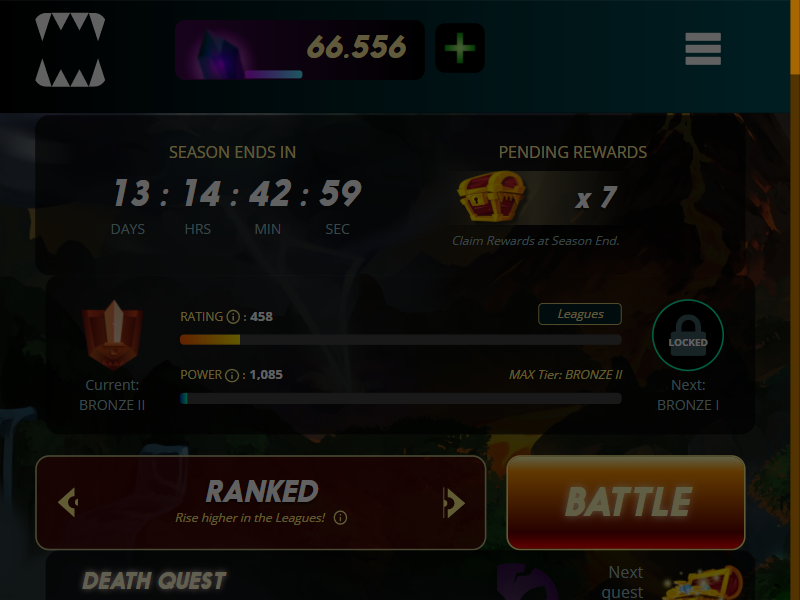 66.556
SEASON ENDS IN
13 : 14 : 42 : 59
DAYS HRS MIN SEC
PENDING REWARDS
x 7
Claim Rewards at Season End.
RATING : 458
Leagues
LOCKED
POWER : 1,085
MAX Tier: BRONZE II
Current:
BRONZE II
Next:
BRONZE I
RANKED
Rise higher in the Leagues!
BATTLE
DEATH QUEST
Next
quest